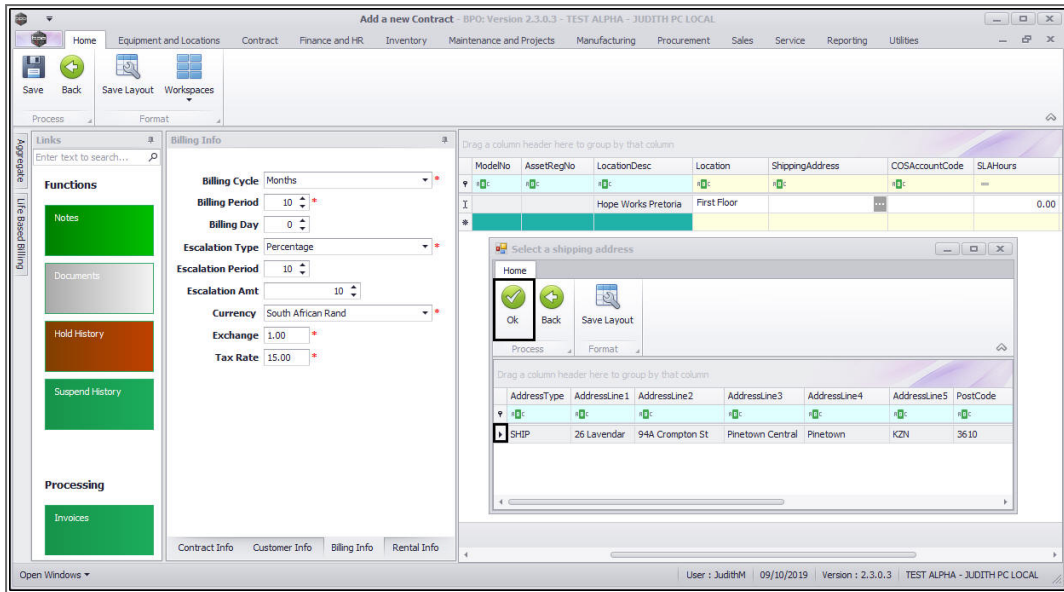 Add a new Contract - BPO: Version 2.3.0.3 - TEST ALPHA - JUDITH PC LOCAL
Home Equipment and Locations Contract Finance and HR Inventory Maintenance and Projects Manufacturing Procurement Sales Service Reporting Utilities
Save Back Save Layout Workspaces
Process Format
Aggregate
Life Based Billing
Links
Enter text to search...
Functions
Notes
Documents
Hold History
Suspend History
Processing
Invoices
Billing Info
Billing Cycle Months *
Billing Period 10 *
Billing Day 0
Escalation Type Percentage *
Escalation Period 10
Escalation Amt 10
Currency South African Rand *
Exchange 1.00 *
Tax Rate 15.00 *
Contract Info Customer Info Billing Info Rental Info
Drag a column header here to group by that column
ModelNo AssetRegNo LocationDesc Location ShippingAddress COSAccountCode SLAHours
Hope Works Pretoria First Floor 0.00
Select a shipping address
Home
Ok Back Save Layout
Process Format
Drag a column header here to group by that column
AddressType AddressLine1 AddressLine2 AddressLine3 AddressLine4 AddressLine5 PostCode
SHIP 26 Lavendar 94A Crompton St Pinetown Central Pinetown KZN 3610
Open Windows
User : JudithM 09/10/2019 Version : 2.3.0.3 TEST ALPHA - JUDITH PC LOCAL